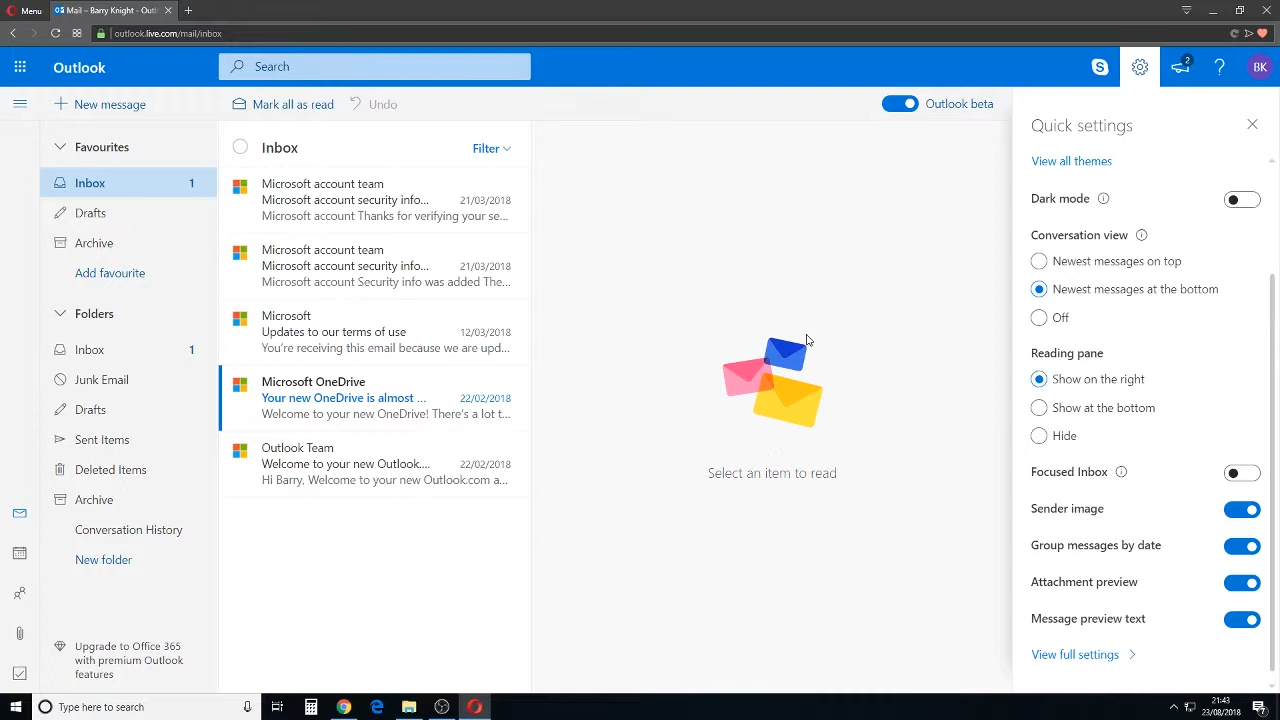 Menu
Mail – Barry Knight - Outl
outlook.live.com/mail/inbox
Outlook
Search
2
BK
New message
Mark all as read
Undo
Outlook beta
Favourites
Inbox 1
Drafts
Archive
Add favourite
Folders
Inbox 1
Junk Email
Drafts
Sent Items
Deleted Items
Archive
Conversation History
New folder
Upgrade to Office 365
with premium Outlook
features
Inbox
Filter
Microsoft account team
Microsoft account security info... 21/03/2018
Microsoft account Thanks for verifying your se...
Microsoft account team
Microsoft account security info... 21/03/2018
Microsoft account Security info was added The...
Microsoft
Updates to our terms of use 12/03/2018
You're receiving this email because we are upd...
Microsoft OneDrive
Your new OneDrive is almost ... 22/02/2018
Welcome to your new OneDrive! There's a lot t...
Outlook Team
Welcome to your new Outlook.... 22/02/2018
Hi Barry, Welcome to your new Outlook.com a...
Select an item to read
Quick settings
View all themes
Dark mode
Conversation view
Newest messages on top
Newest messages at the bottom
Off
Reading pane
Show on the right
Show at the bottom
Hide
Focused Inbox
Sender image
Group messages by date
Attachment preview
Message preview text
View full settings
Type here to search
21:43
23/08/2018